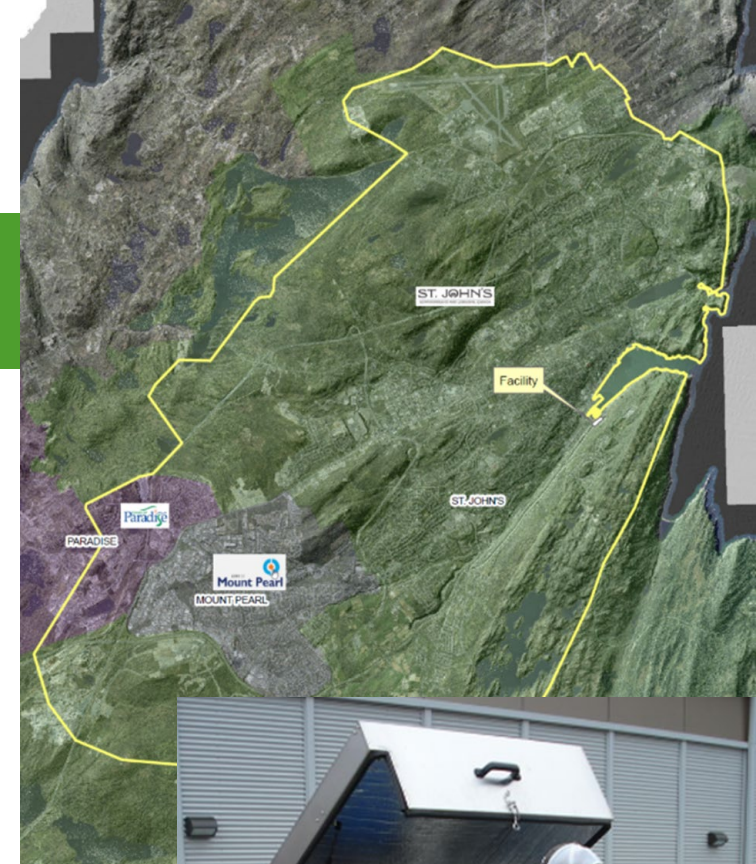 ST. JOHN'S
Facility
ST. JOHN'S
Paradise
PARADISE
Mount Pearl
MOUNT PEARL